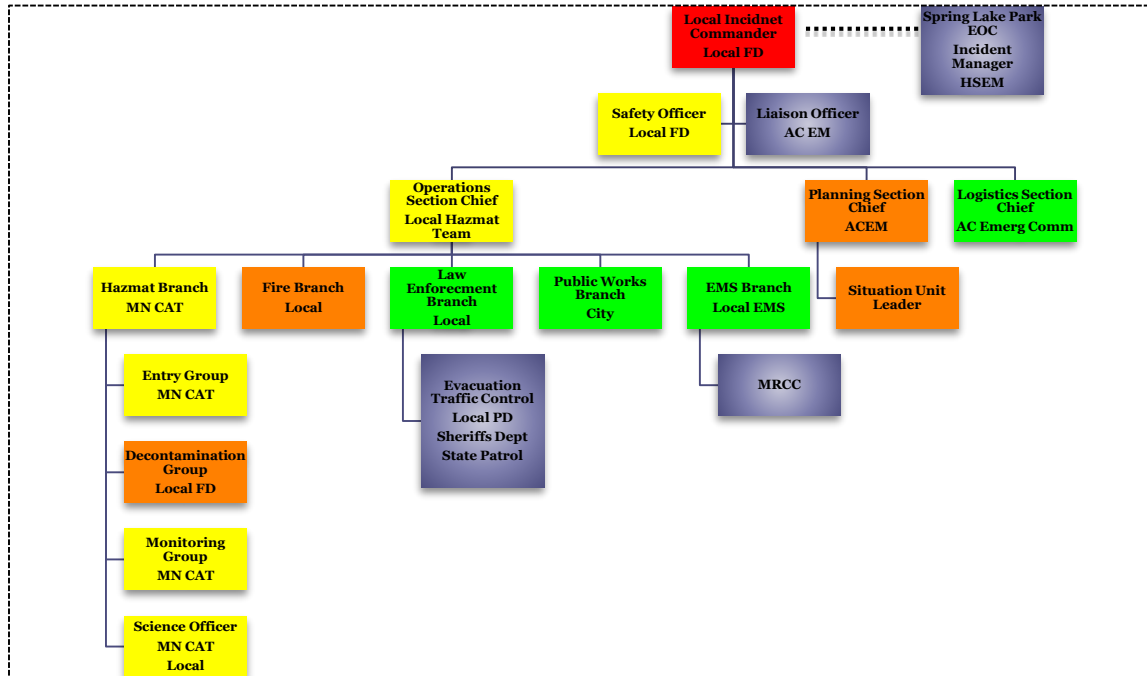 Local Incidnet
Commander
Local FD
Spring Lake Park
EOC
Incident
Manager
HSEM
Safety Officer
Local FD
Liaison Officer
AC EM
Operations
Section Chief
Local Hazmat
Team
Planning Section
Chief
ACEM
Logistics Section
Chief
AC Emerg Comm
Hazmat Branch
MN CAT
Fire Branch
Local
Law
Enforecment
Branch
Local
Public Works
Branch
City
EMS Branch
Local EMS
Situation Unit
Leader
Entry Group
MN CAT
Evacuation
Traffic Control
Local PD
Sheriffs Dept
State Patrol
MRCC
Decontamination
Group
Local FD
Monitoring
Group
MN CAT
Science Officer
MN CAT
Local